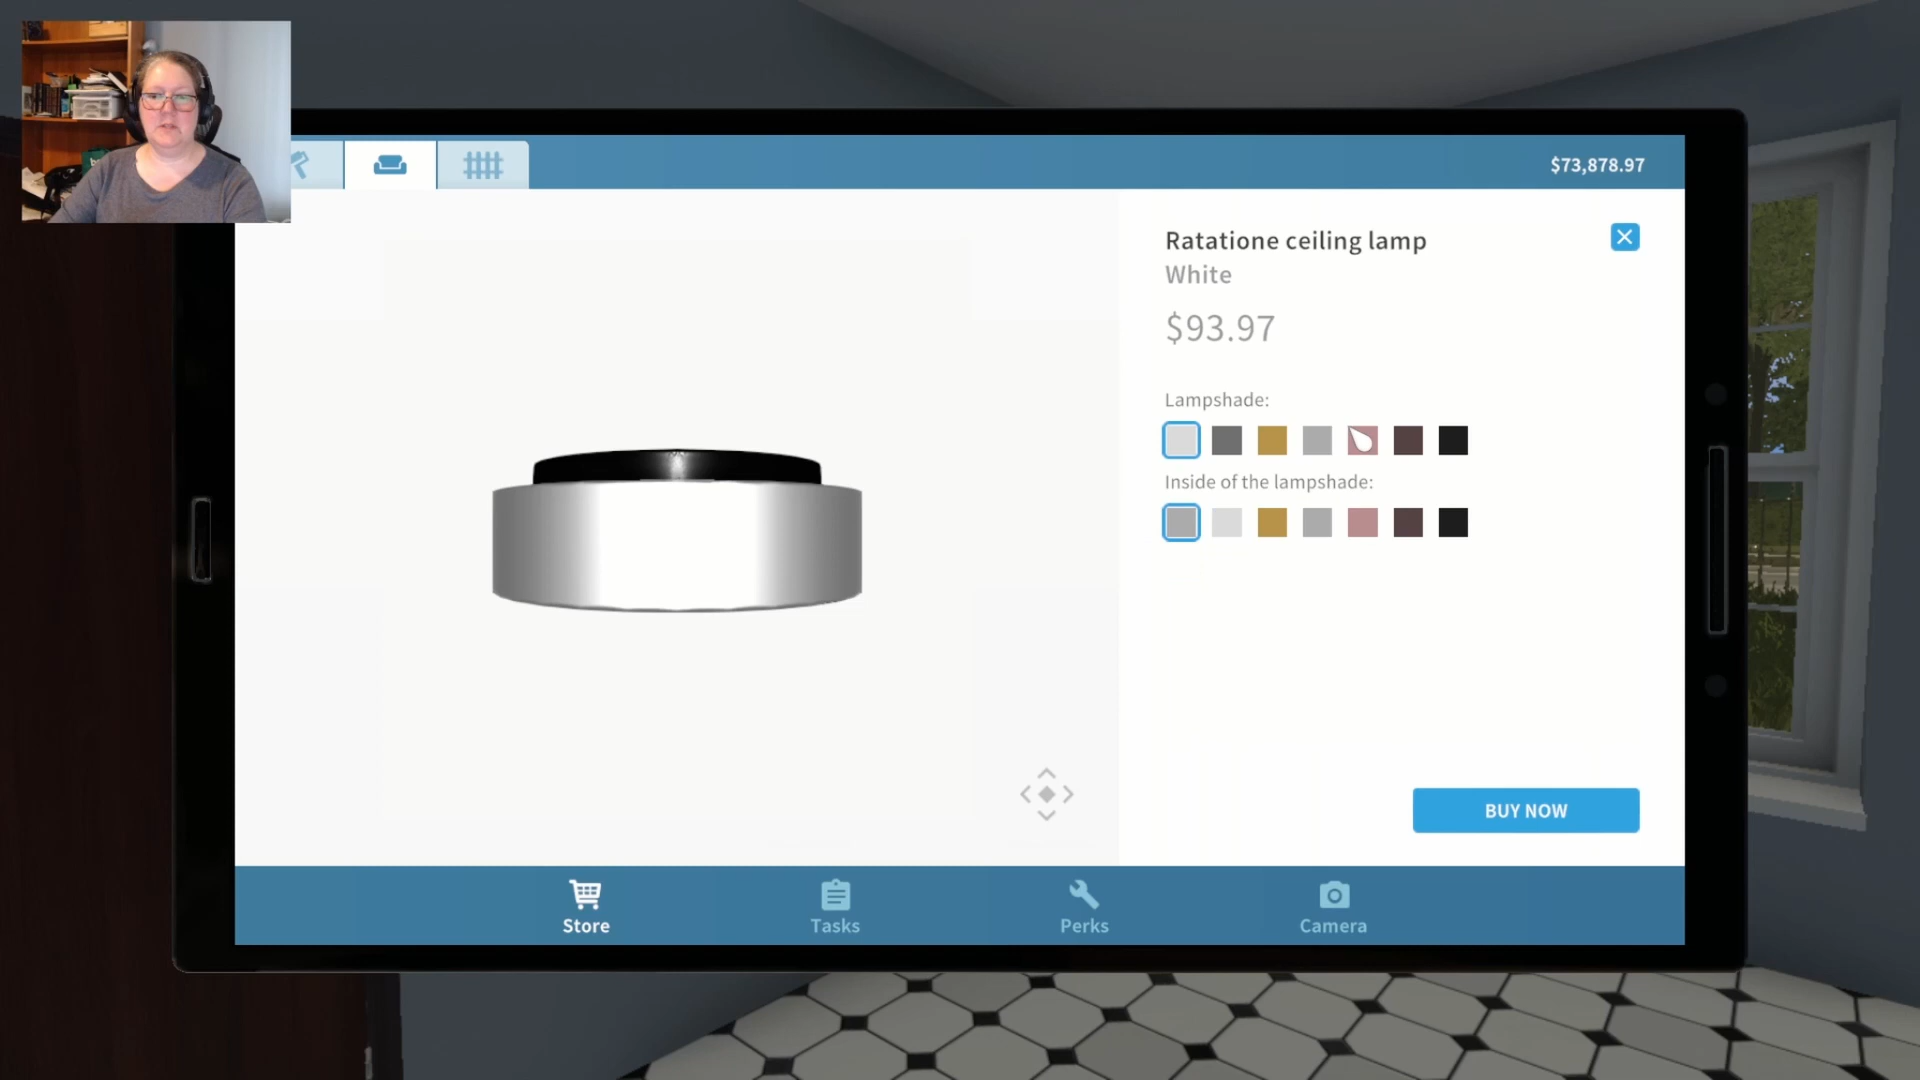 $73,878.97
Ratatione ceiling lamp
White
$93.97
Lampshade:
Inside of the lampshade:
BUY NOW
Store
Tasks
Perks
Camera